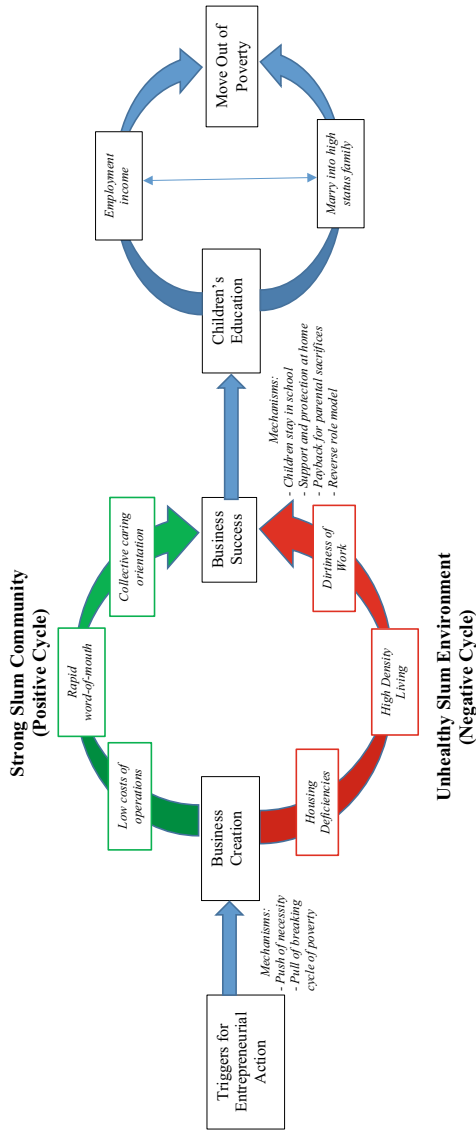 Strong Slum Community
(Positive Cycle)
Triggers for
Entrepreneurial
Action
Mechanisms:
- Push of necessity
- Pull of breaking
cycle of poverty
Business
Creation
Low costs of
operations
Rapid
word-of-mouth
Collective caring
orientation
Housing
Deficiencies
High Density
Living
Dirtiness of
Work
Business
Success
Mechanisms:
- Children stay in school
- Support and protection at home
- Payback for parental sacrifices
- Reverse role model
Children’s
Education
Employment
income
Marry into high
status family
Move Out of
Poverty
Unhealthy Slum Environment
(Negative Cycle)